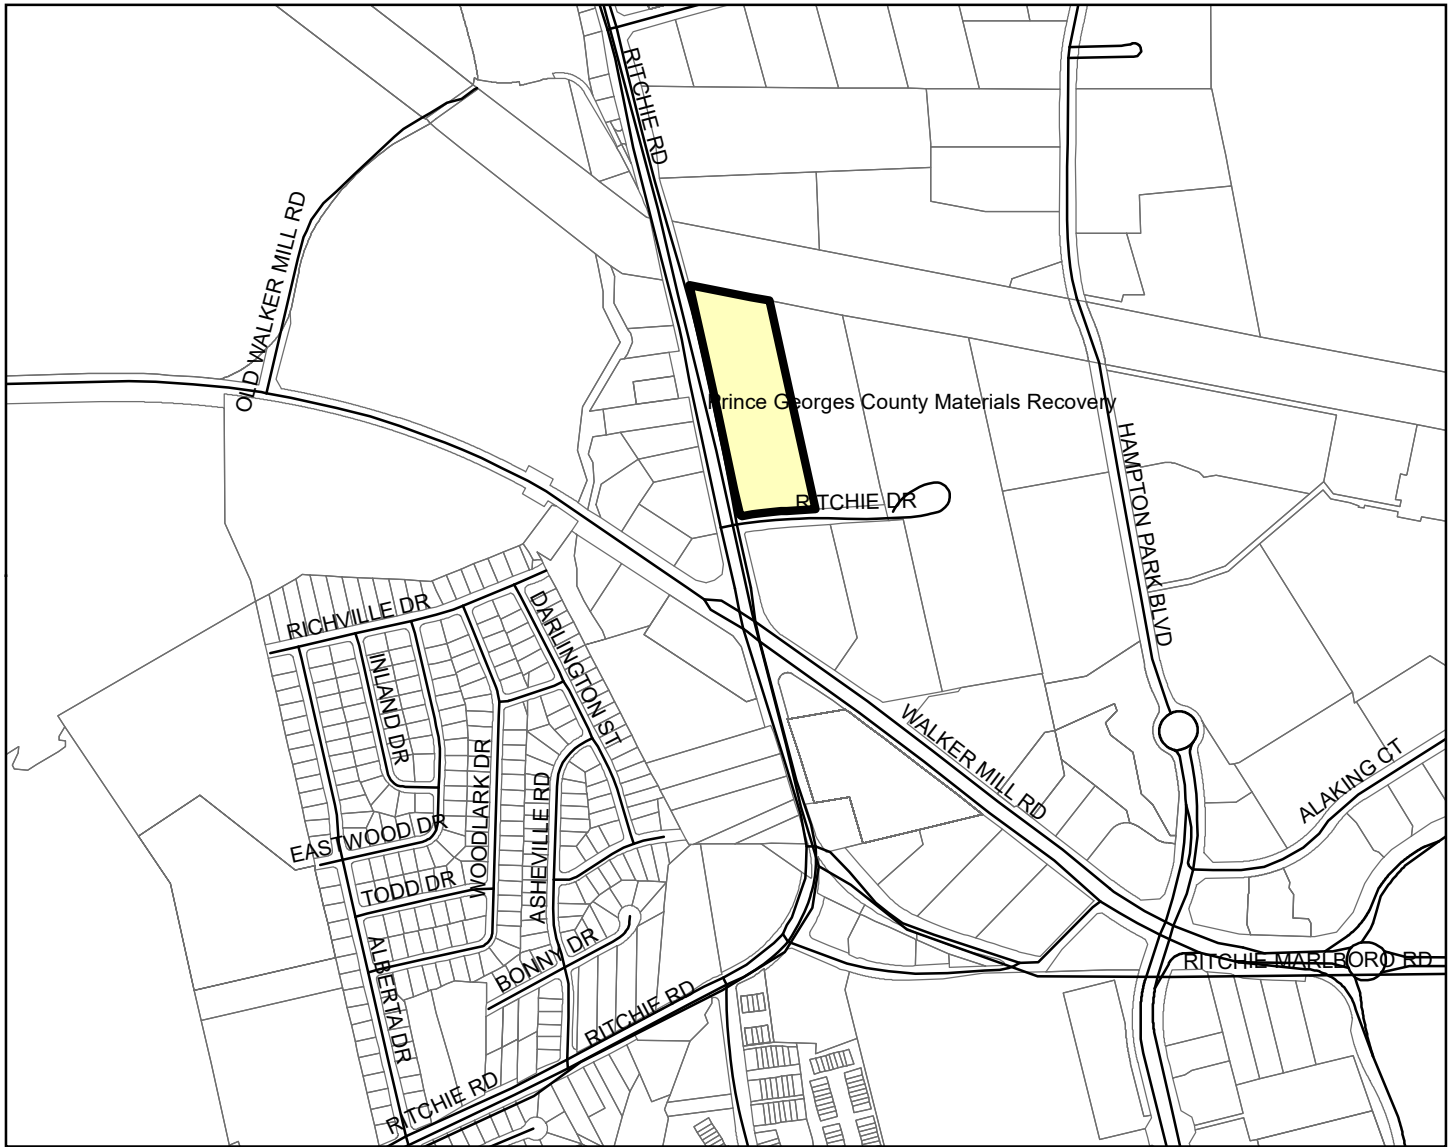 RITCHIE RD
OLD WALKER MILL RD
Prince Georges County Materials Recovery
HAMPTON PARK BLVD
RITCHIE DR
RICHVILLE DR
DARLINGTON ST
INLAND DR
WALKER MILL RD
WOODLARK DR
ASHEVILLE RD
ALAKING CT
EASTWOOD DR
TODD DR
BONNY DR
ALBERTA DR
RITCHIE MARLBORO RD
RITCHIE RD
RITCHIE RD